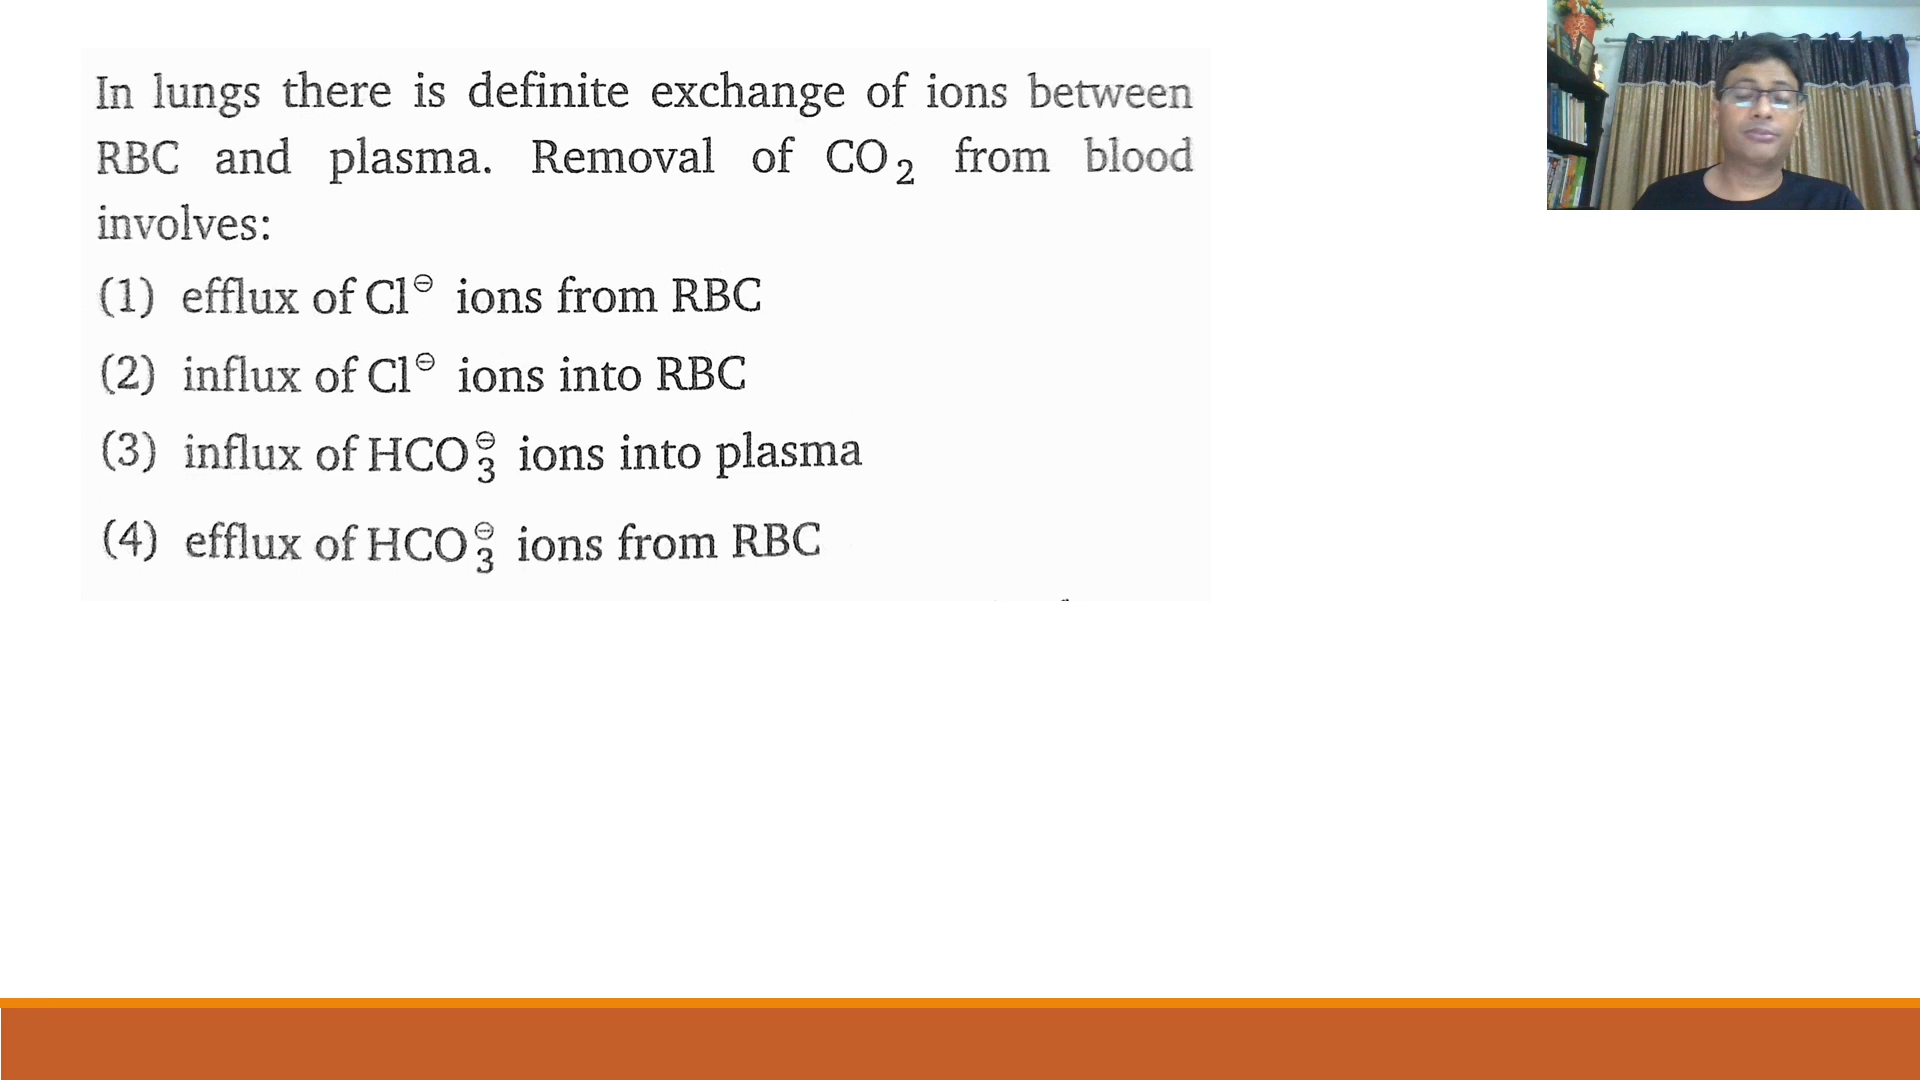 In lungs there is definite exchange of ions between
RBC and plasma. Removal of CO₂ from blood
involves:
(1) efflux of Cl⊖ ions from RBC
(2) influx of Cl⊖ ions into RBC
(3) influx of HCO₃⊖ ions into plasma
(4) efflux of HCO₃⊖ ions from RBC